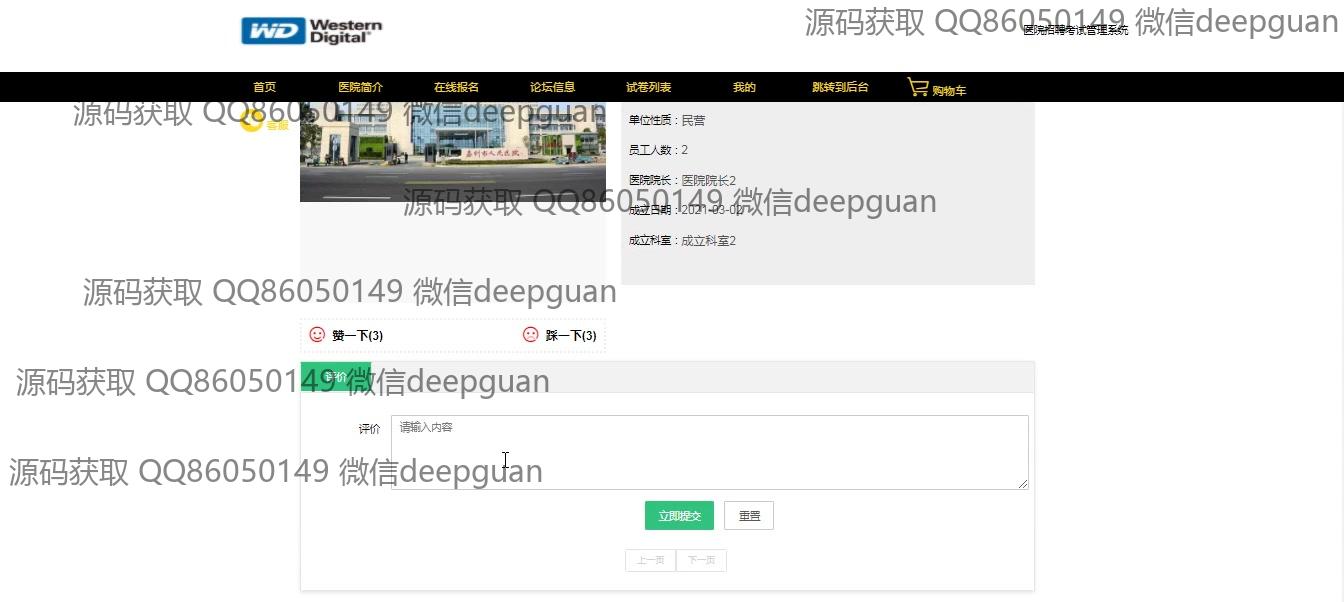 WD Western Digital
源码获取 QQ86050149 微信deepguan
医院招聘考试管理系统
首页 医院简介 在线报名 论坛信息 试卷列表 我的 跳转到后台 购物车
源码获取 QQ86050149 微信deepguan
客服
单位性质：民营
员工人数：2
医院院长：医院院长2
源码获取 QQ86050149 微信deepguan
成立日期：2021-03-02
成立科室：成立科室2
源码获取 QQ86050149 微信deepguan
赞一下(3) 踩一下(3)
评价
源码获取 QQ86050149 微信deepguan
评价 请输入内容
源码获取 QQ86050149 微信deepguan
立即提交 重置
上一页 下一页